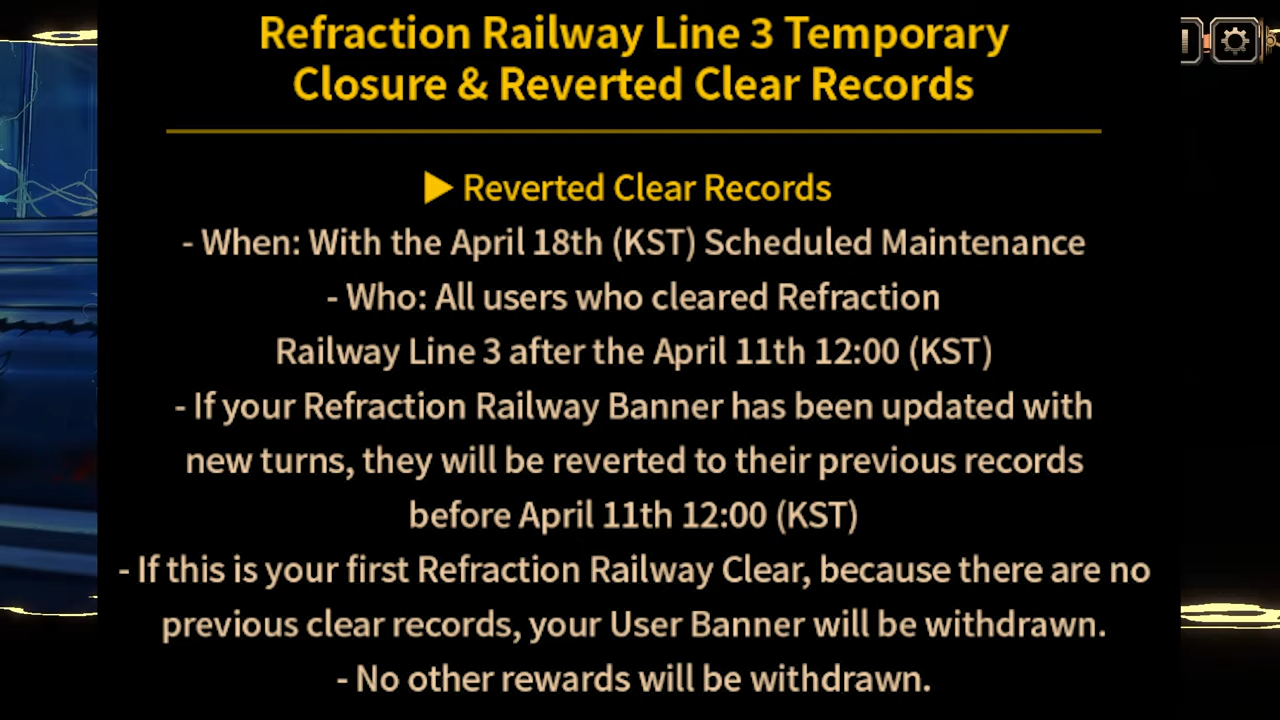 Refraction Railway Line 3 Temporary
Closure & Reverted Clear Records
▶ Reverted Clear Records
- When: With the April 18th (KST) Scheduled Maintenance
- Who: All users who cleared Refraction
Railway Line 3 after the April 11th 12:00 (KST)
- If your Refraction Railway Banner has been updated with
new turns, they will be reverted to their previous records
before April 11th 12:00 (KST)
- If this is your first Refraction Railway Clear, because there are no
previous clear records, your User Banner will be withdrawn.
- No other rewards will be withdrawn.